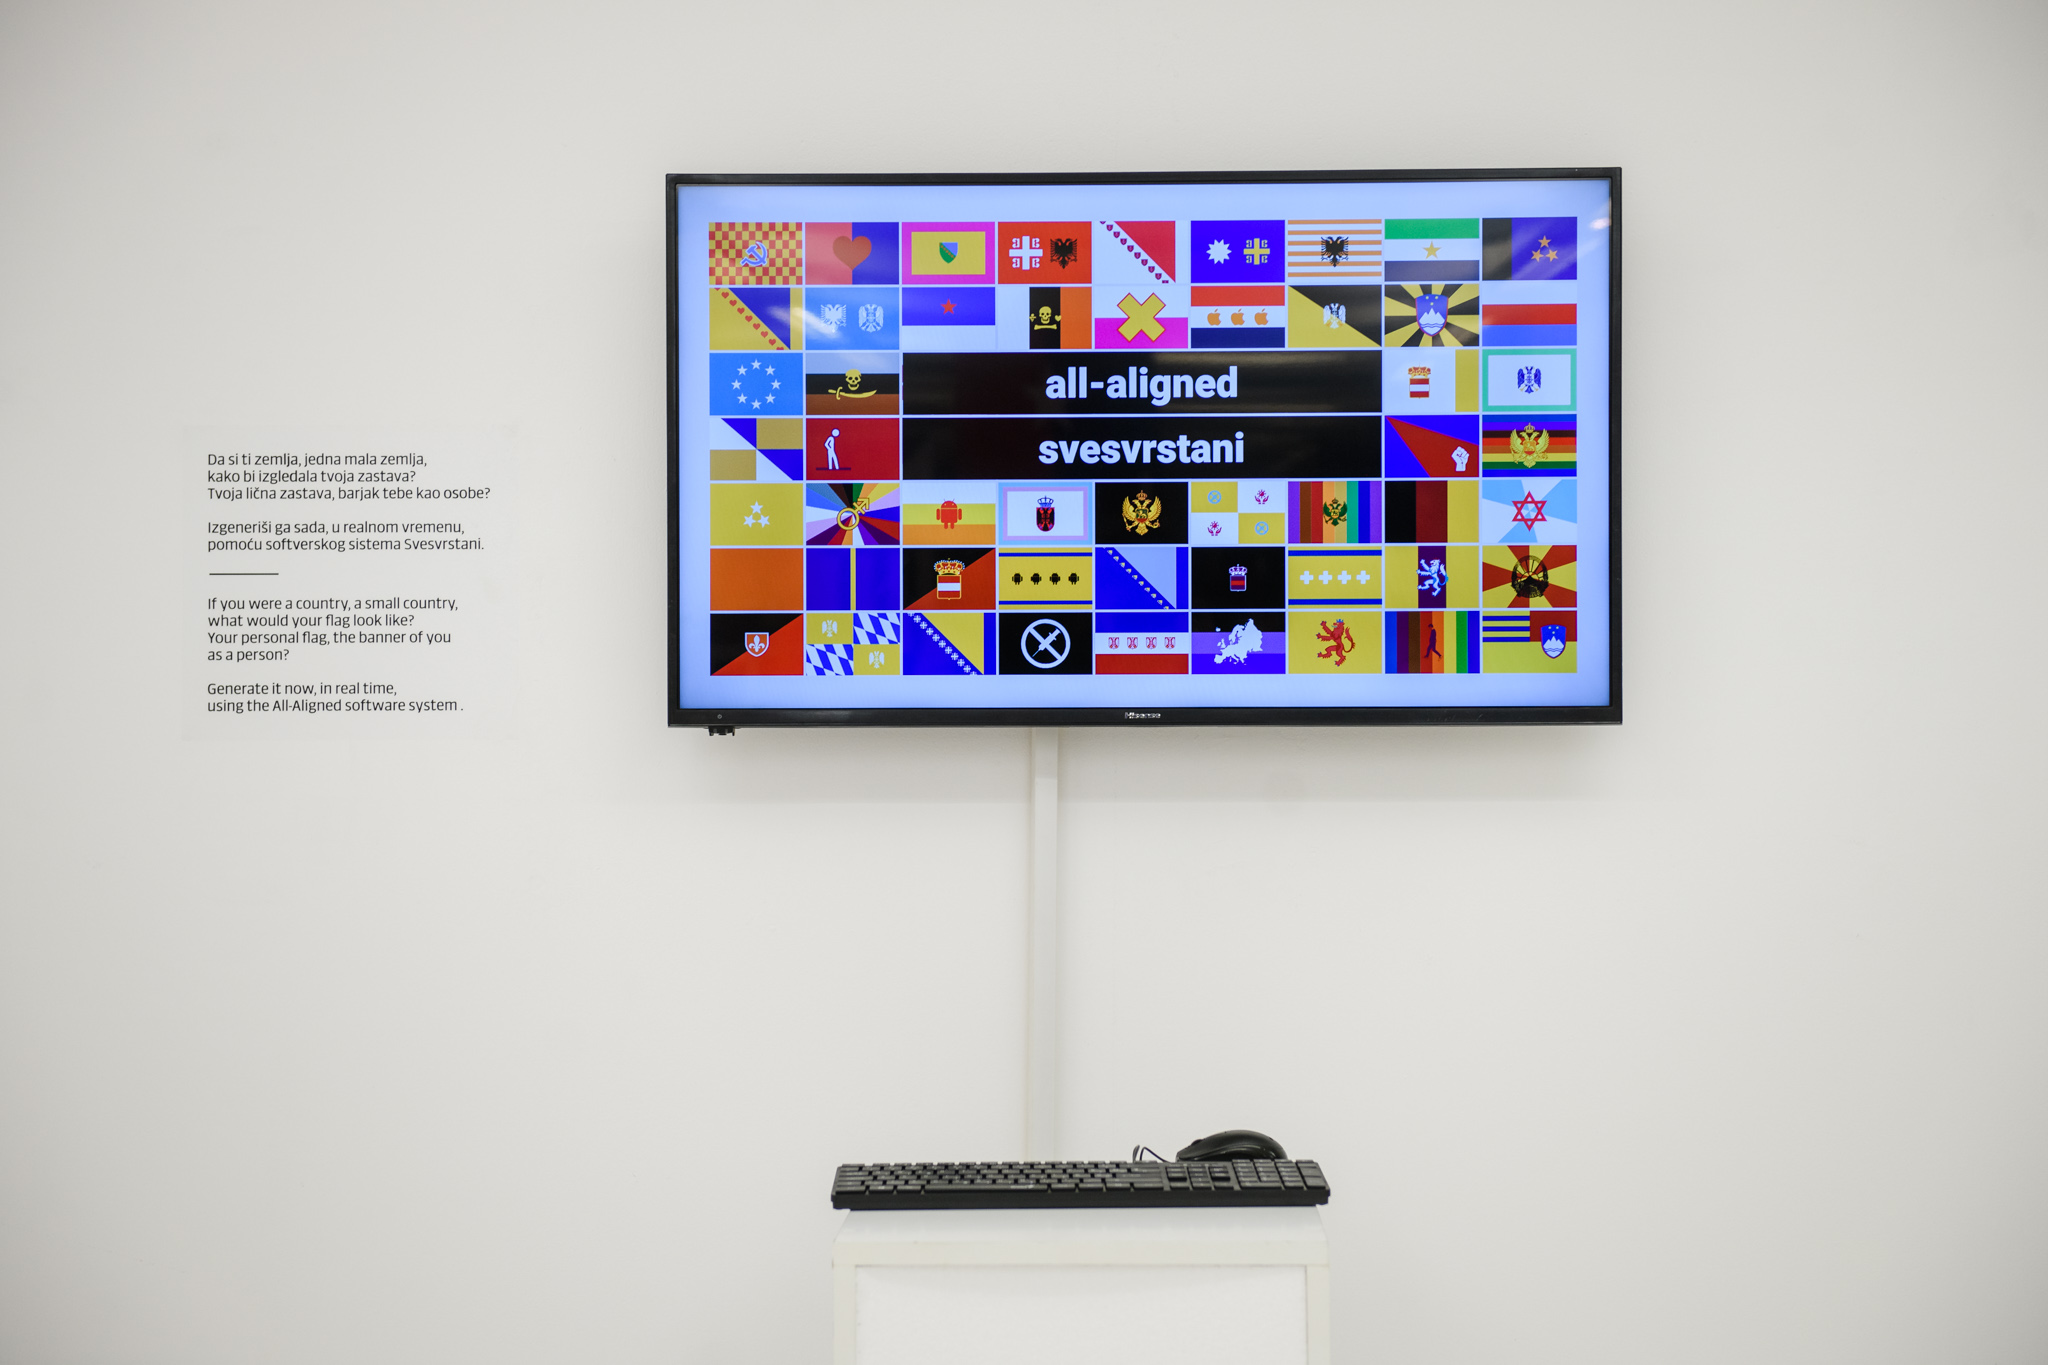 Da si ti zemlja, jedna mala zemlja,
kako bi izgledala tvoja zastava?
Tvoja lična zastava, barjak tebe kao osobe?
Izgeneriši ga sada, u realnom vremenu,
pomoću softverskog sistema Svesvrstani.
If you were a country, a small country,
what would your flag look like?
Your personal flag, the banner of you
as a person?
Generate it now, in real time,
using the All-Aligned software system .
all-aligned
svesvrstani
Hisense